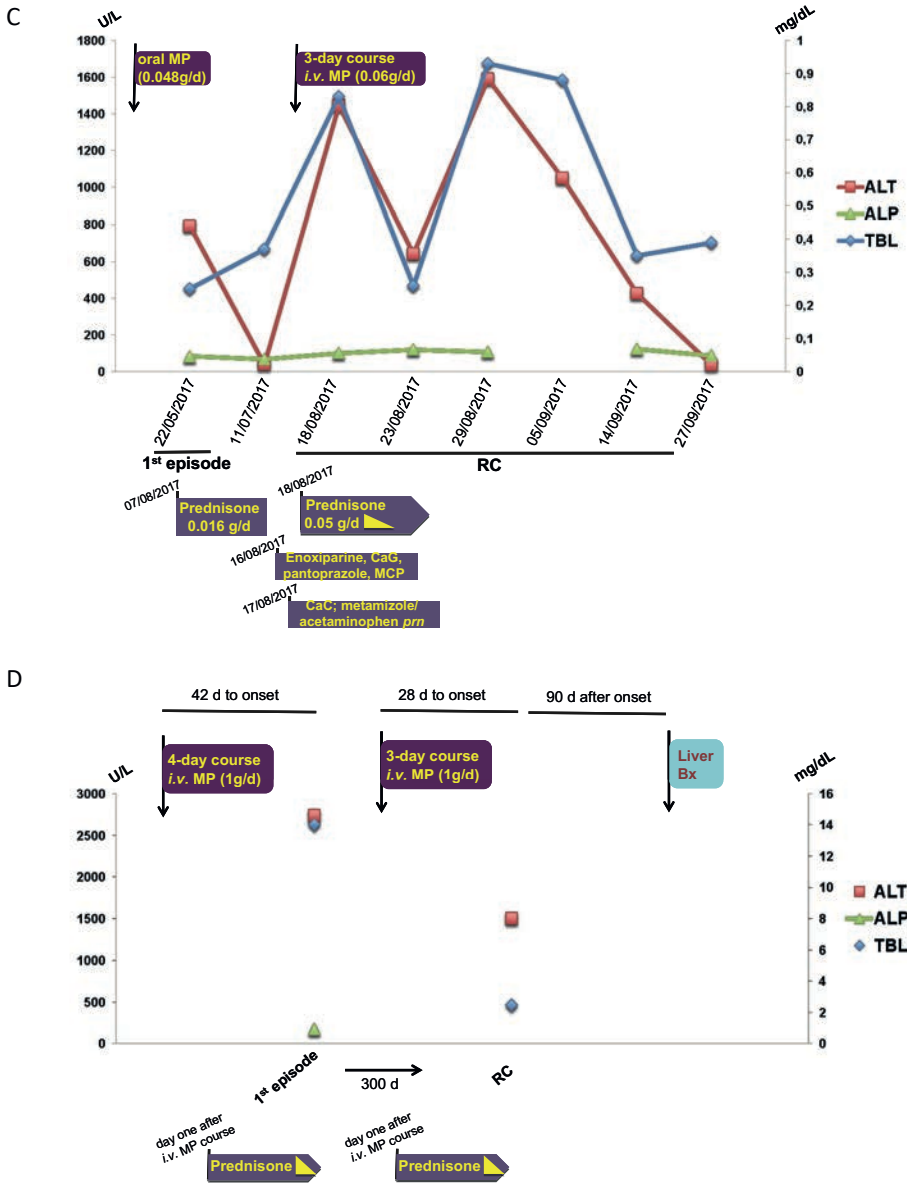 C
U/L
mg/dL
oral MP
(0.048g/d)
3-day course
i.v. MP (0.06g/d)
1800
1600
1400
1200
1000
800
600
400
200
0
1
0,9
0,8
0,7
0,6
0,5
0,4
0,3
0,2
0,1
0
ALT
ALP
TBL
22/05/2017
11/07/2017
18/08/2017
23/08/2017
29/08/2017
05/09/2017
14/09/2017
27/09/2017
1st episode
RC
07/08/2017
Prednisone
0.016 g/d
18/08/2017
Prednisone
0.05 g/d
16/08/2017
Enoxiparine, CaG,
pantoprazole, MCP
17/08/2017
CaC; metamizole/
acetaminophen prn
D
42 d to onset
28 d to onset
90 d after onset
U/L
mg/dL
4-day course
i.v. MP (1g/d)
3-day course
i.v. MP (1g/d)
Liver
Bx
3000
2500
2000
1500
1000
500
0
16
14
12
10
8
6
4
2
0
ALT
ALP
TBL
1st episode
300 d
RC
day one after
i.v. MP course
Prednisone
day one after
i.v. MP course
Prednisone